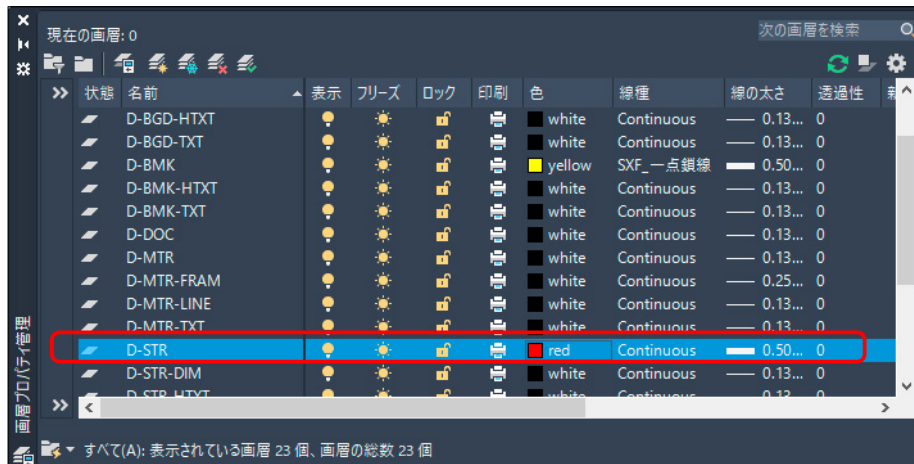 現在の画層: 0
次の画層を検索
状態 名前 表示 フリーズ ロック 印刷 色 線種 線の太さ 透過性 新
D-BGD-HTXT white Continuous 0.13... 0
D-BGD-TXT white Continuous 0.13... 0
D-BMK yellow SXF_一点鎖線 0.50... 0
D-BMK-HTXT white Continuous 0.13... 0
D-BMK-TXT white Continuous 0.13... 0
D-DOC white Continuous 0.13... 0
D-MTR white Continuous 0.13... 0
D-MTR-FRAM white Continuous 0.25... 0
D-MTR-LINE white Continuous 0.13... 0
D-MTR-TXT white Continuous 0.13... 0
D-STR red Continuous 0.50... 0
D-STR-DIM white Continuous 0.13... 0
D-STR-HTXT white Continuous 0.13... 0
画層プロパティ管理
すべて(A): 表示されている画層 23 個、画層の総数 23 個